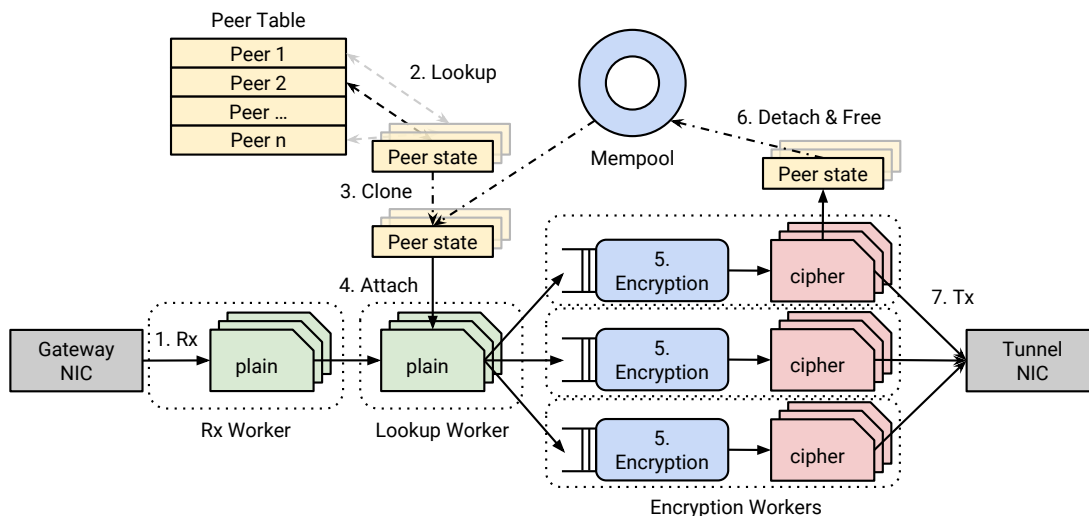 Peer Table
Peer 1
Peer 2
Peer ...
Peer n
2. Lookup
Peer state
3. Clone
Peer state
Mempool
6. Detach & Free
Peer state
4. Attach
1. Rx
Gateway
NIC
plain
Rx Worker
plain
Lookup Worker
5.
Encryption
cipher
5.
Encryption
cipher
5.
Encryption
cipher
Encryption Workers
7. Tx
Tunnel
NIC